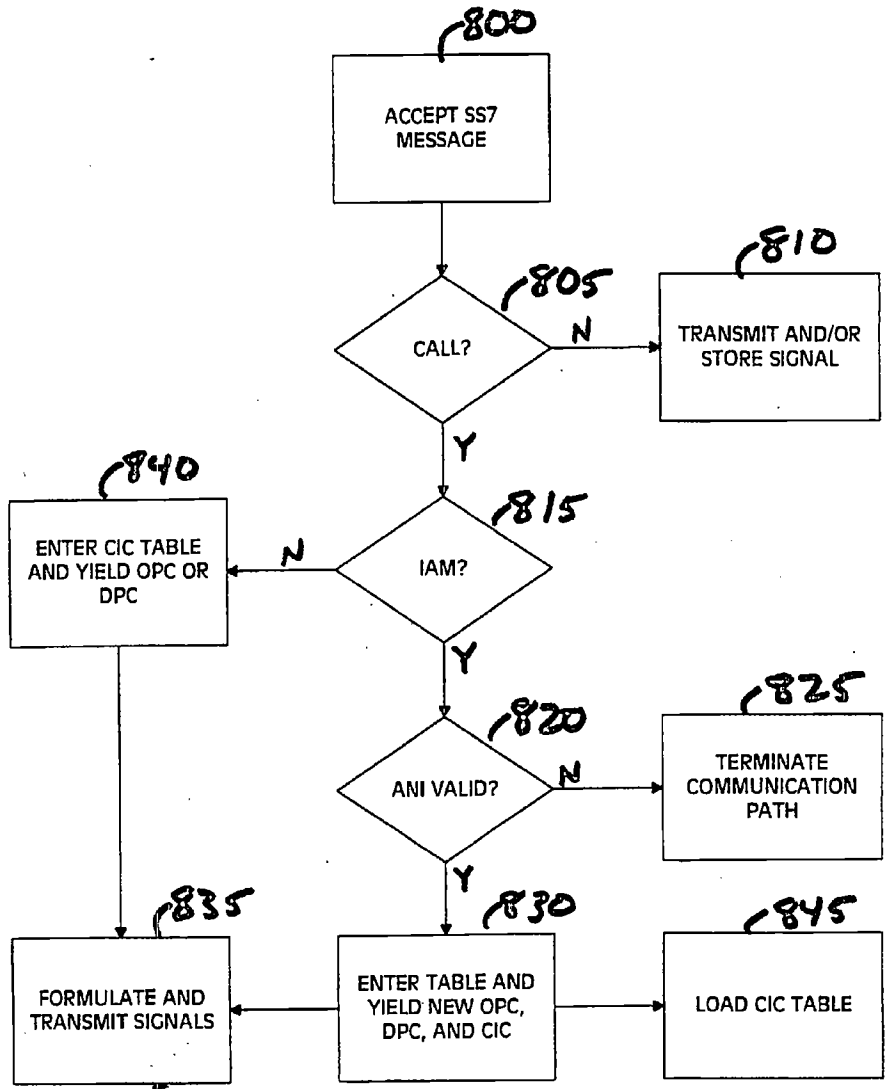 800
ACCEPT SS7
MESSAGE
805
CALL?
N
810
TRANSMIT AND/OR
STORE SIGNAL
Y
840
ENTER CIC TABLE
AND YIELD OPC OR
DPC
N
815
IAM?
Y
820
ANI VALID?
N
825
TERMINATE
COMMUNICATION
PATH
Y
835
FORMULATE AND
TRANSMIT SIGNALS
830
ENTER TABLE AND
YIELD NEW OPC,
DPC, AND CIC
845
LOAD CIC TABLE